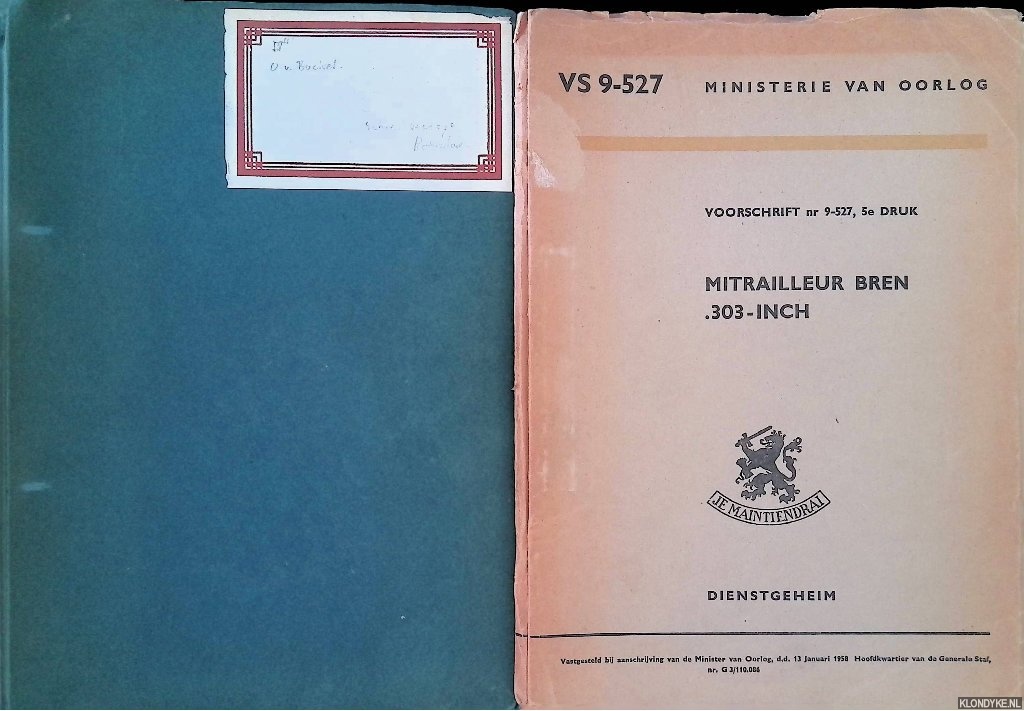 VS 9-527
MINISTERIE VAN OORLOG
VOORSCHRIFT nr 9-527, 5e DRUK
MITRAILLEUR BREN
.303-INCH
JE MAINTIENDRAI
DIENSTGEHEIM
Vastgesteld bij aanschrijving van de Minister van Oorlog, d.d. 13 Januari 1958 Hoofdkwartier van de Generale Staf,
nr. G 3/110.086
KLONDYKE.NL